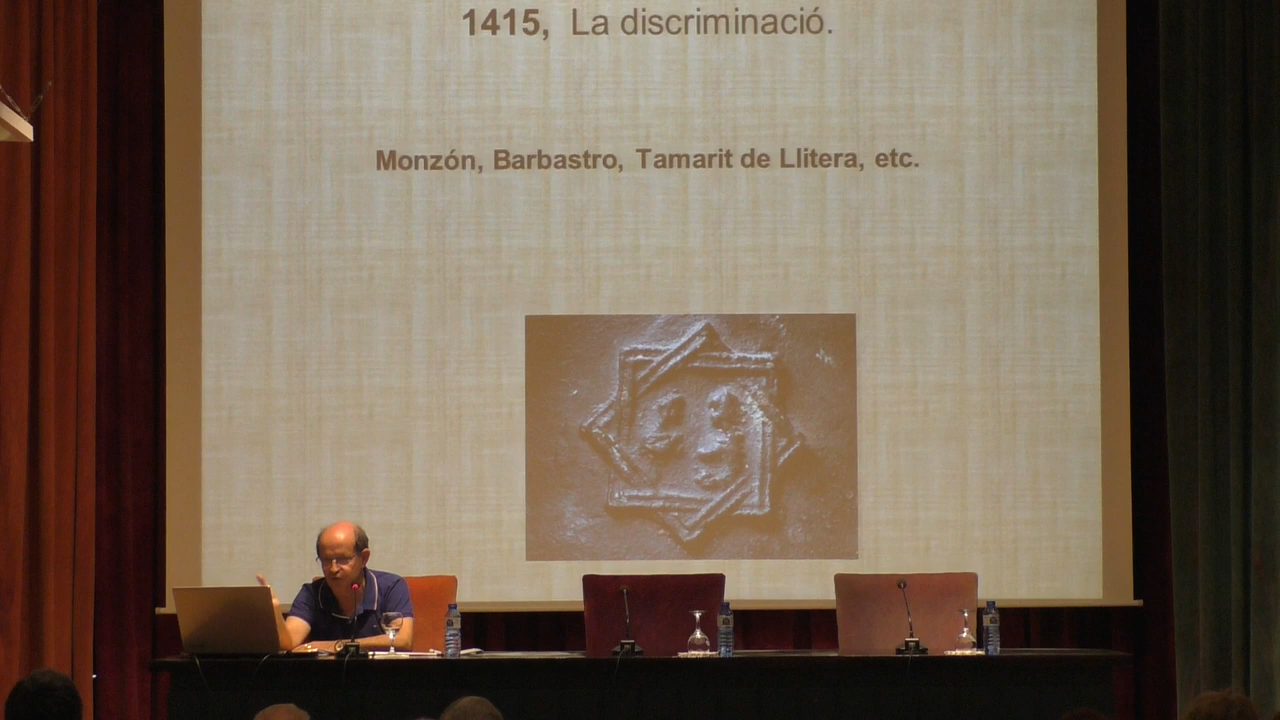 1415, La discriminació.
Monzón, Barbastro, Tamarit de Llitera, etc.